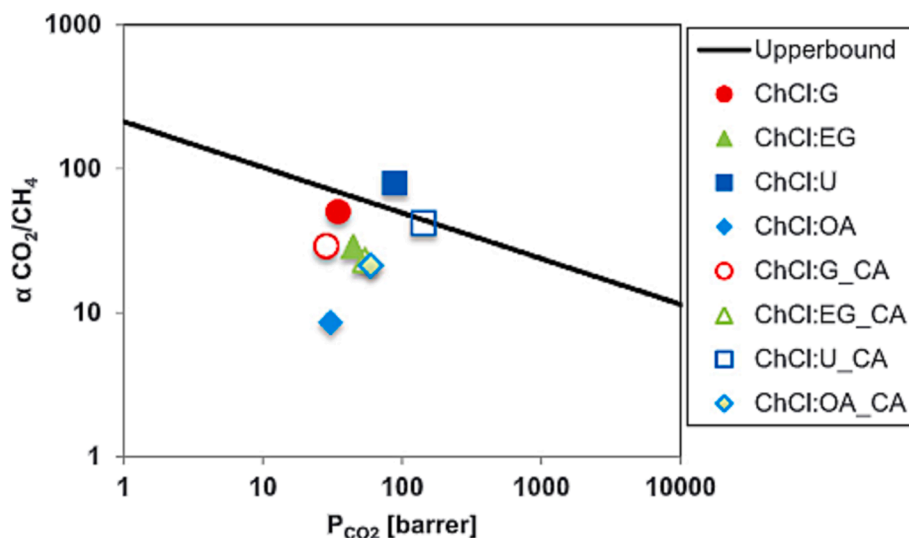 1000
100
10
1
α CO₂/CH₄
1
10
100
1000
10000
P_CO2 [barrer]
Upperbound
ChCl:G
ChCl:EG
ChCl:U
ChCl:OA
ChCl:G_CA
ChCl:EG_CA
ChCl:U_CA
ChCl:OA_CA